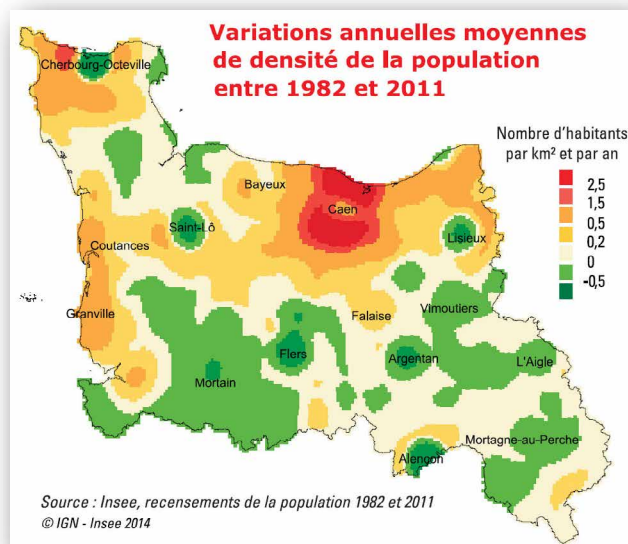 Variations annuelles moyennes
de densité de la population
entre 1982 et 2011
Cherbourg-Octeville
Nombre d'habitants
par km² et par an
2,5
1,5
0,5
0,2
0
-0,5
Bayeux
Caen
Saint-Lô
Lisieux
Coutances
Granville
Falaise
Vimoutiers
Flers
Argentan
L'Aigle
Mortain
Mortagne-au-Perche
Alençon
Source : Insee, recensements de la population 1982 et 2011
© IGN - Insee 2014